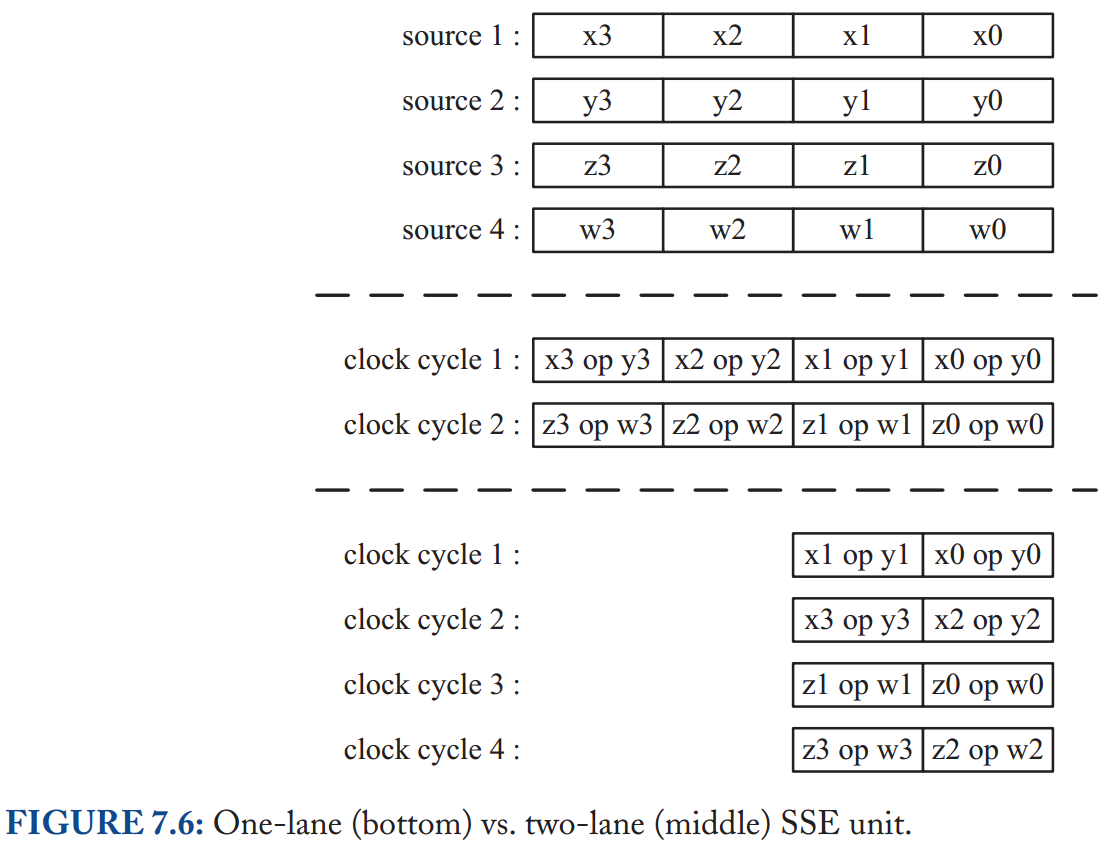 source 1 : x3 x2 x1 x0
source 2 : y3 y2 y1 y0
source 3 : z3 z2 z1 z0
source 4 : w3 w2 w1 w0
clock cycle 1 : x3 op y3 x2 op y2 x1 op y1 x0 op y0
clock cycle 2 : z3 op w3 z2 op w2 z1 op w1 z0 op w0
clock cycle 1 : x1 op y1 x0 op y0
clock cycle 2 : x3 op y3 x2 op y2
clock cycle 3 : z1 op w1 z0 op w0
clock cycle 4 : z3 op w3 z2 op w2
FIGURE 7.6: One-lane (bottom) vs. two-lane (middle) SSE unit.